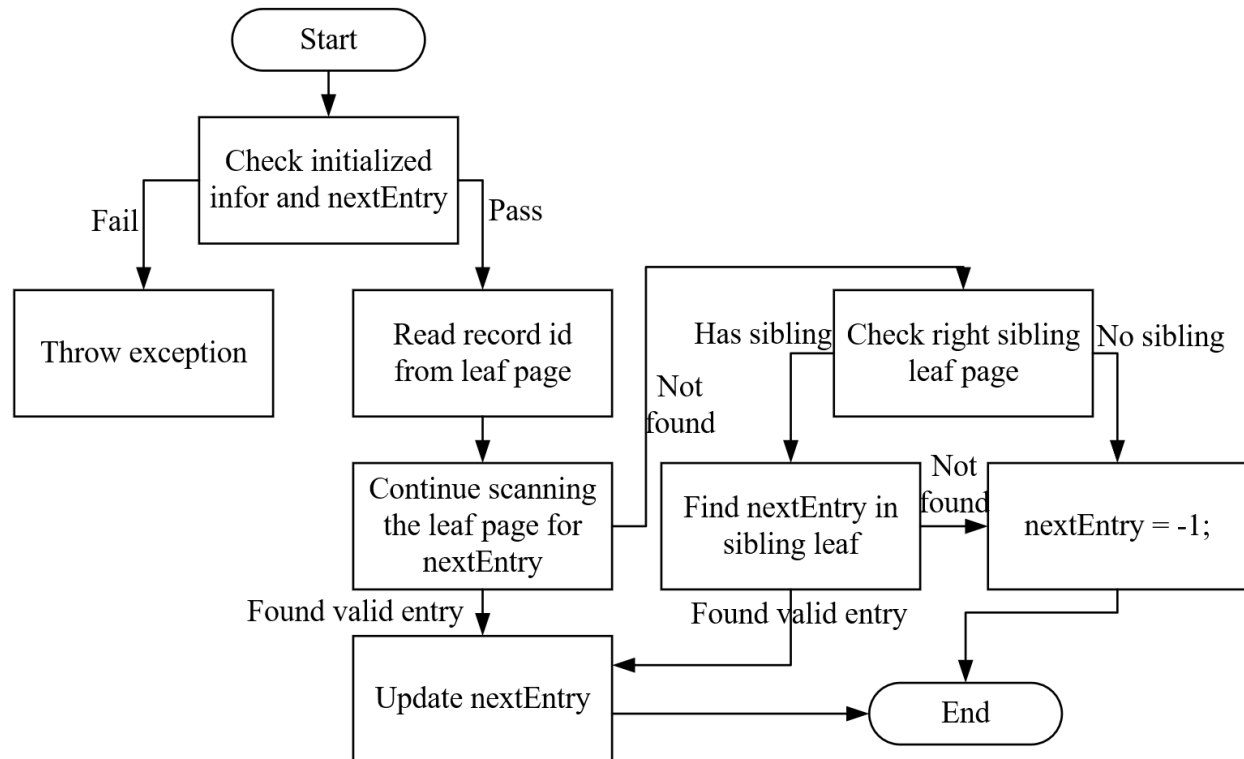 Start
Check initialized
infor and nextEntry
Fail
Pass
Throw exception
Read record id
from leaf page
Has sibling
Check right sibling
leaf page
No sibling
Not
found
Continue scanning
the leaf page for
nextEntry
Find nextEntry in
sibling leaf
Not
found
nextEntry = -1;
Found valid entry
Found valid entry
Update nextEntry
End